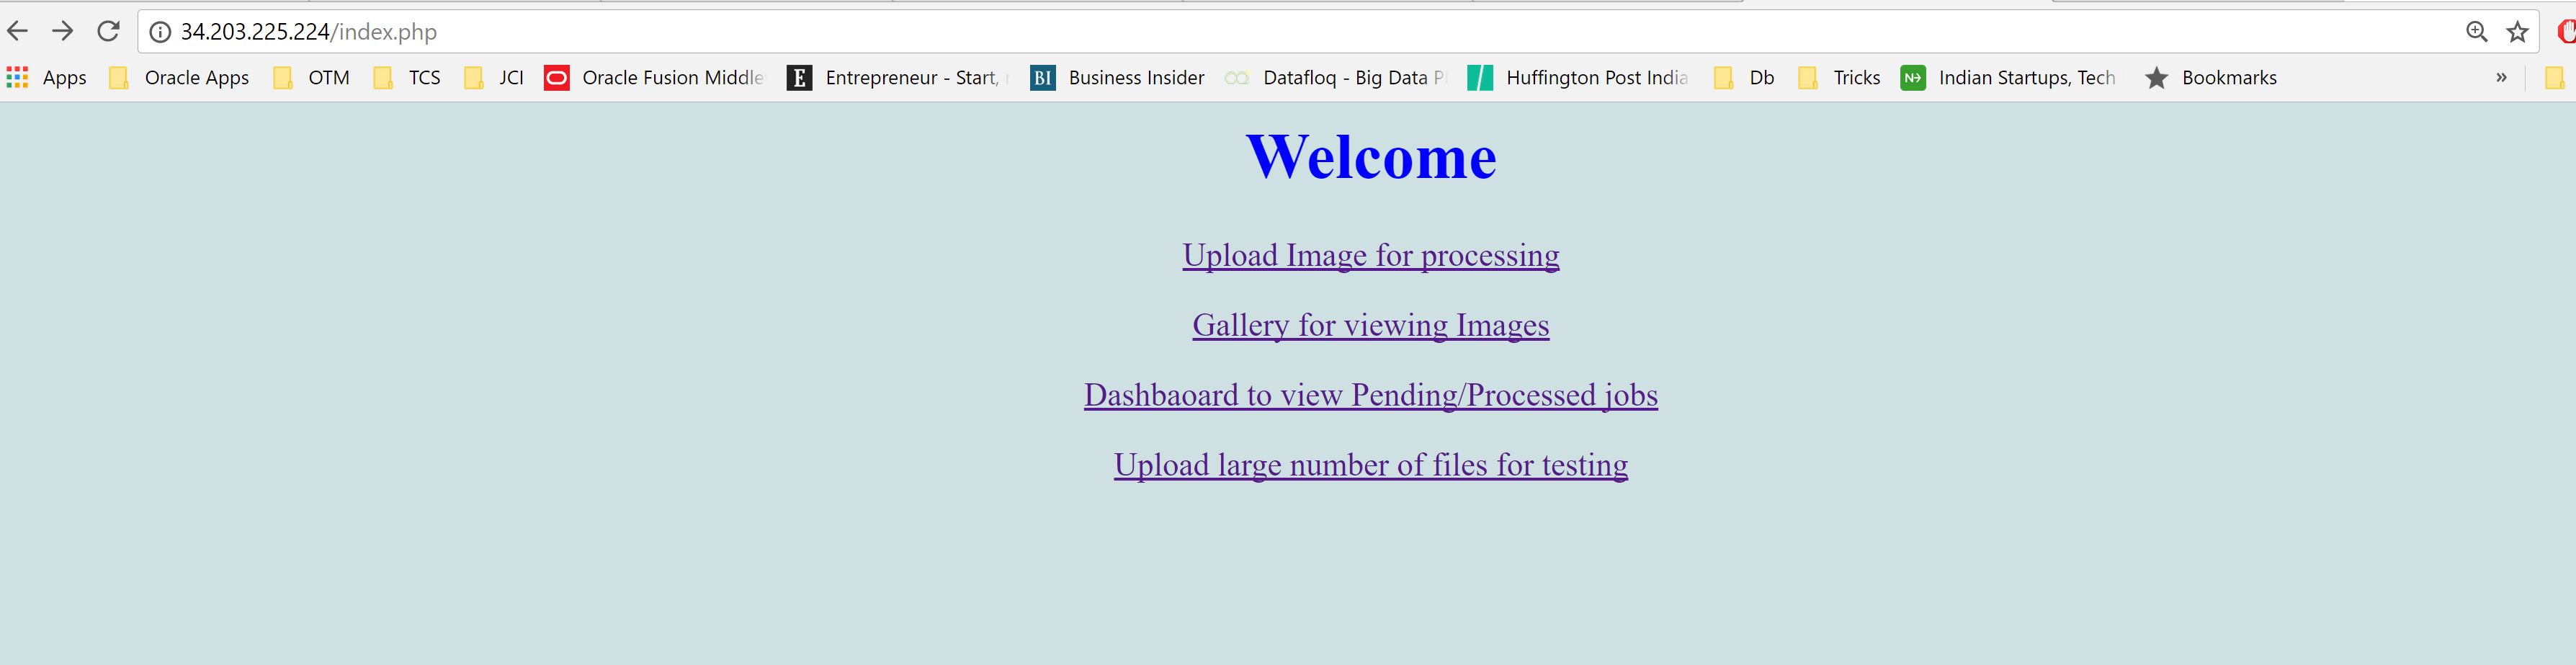 34.203.225.224/index.php
Apps Oracle Apps OTM TCS JCI Oracle Fusion Middle Entrepreneur - Start, BI Business Insider Datafloq - Big Data Huffington Post India Db Tricks N Indian Startups, Tech Bookmarks »
Welcome
Upload Image for processing
Gallery for viewing Images
Dashbaoard to view Pending/Processed jobs
Upload large number of files for testing